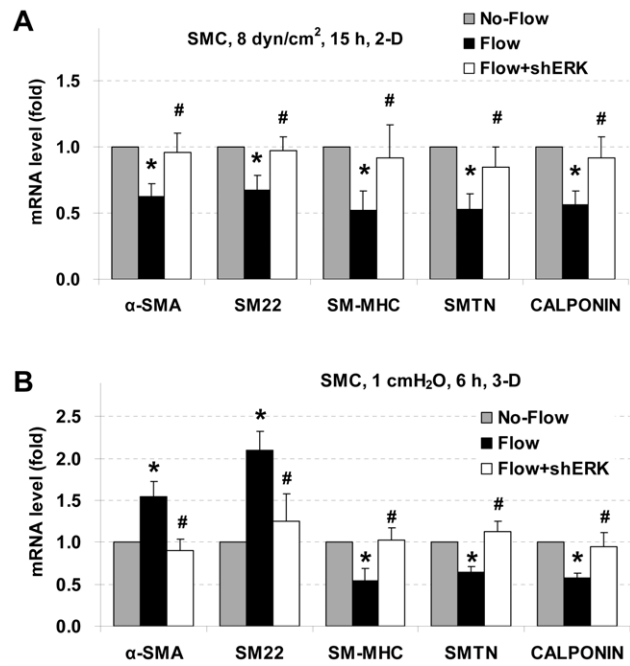 A
SMC, 8 dyn/cm², 15 h, 2-D
No-Flow
Flow
Flow+shERK
mRNA level (fold)
1.5
1.0
0.5
0.0
* # * # * # * # * #
α-SMA SM22 SM-MHC SMTN CALPONIN
B
SMC, 1 cmH₂O, 6 h, 3-D
No-Flow
Flow
Flow+shERK
mRNA level (fold)
2.5
2.0
1.5
1.0
0.5
0.0
* # * # * # * # * #
α-SMA SM22 SM-MHC SMTN CALPONIN